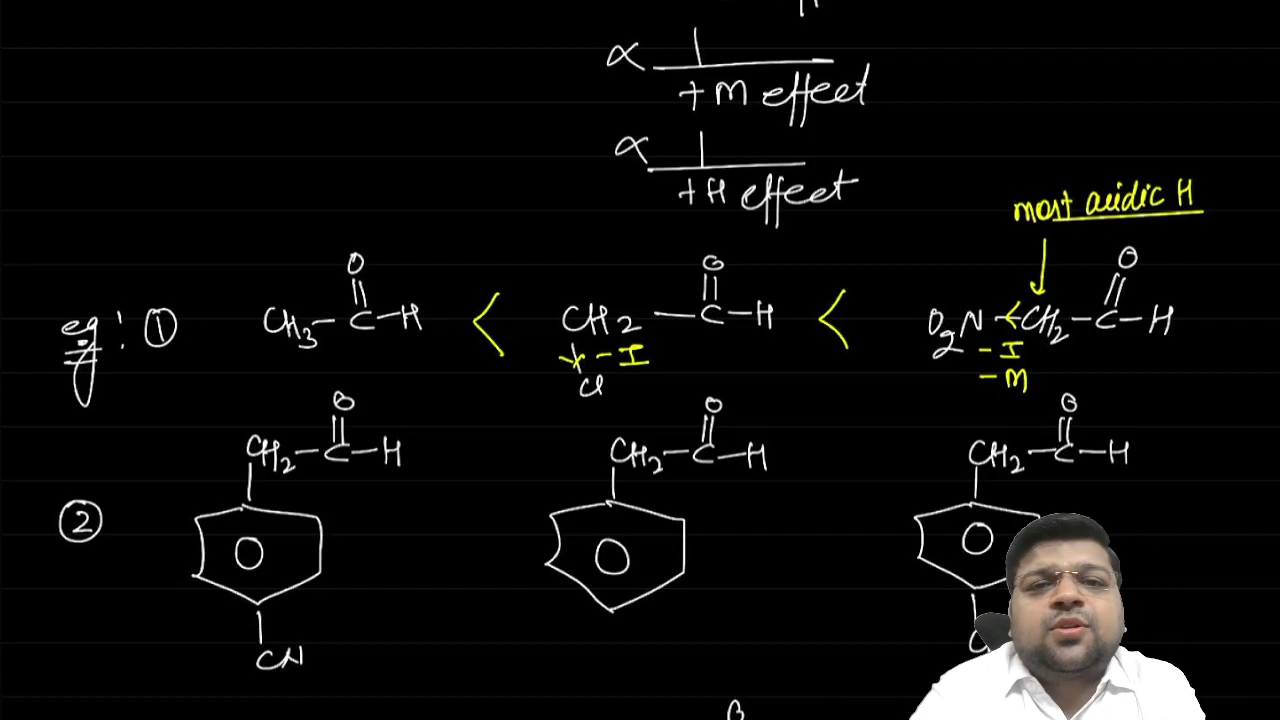 ∝ 1 / +M effect
∝ 1 / +H effect
most acidic H
eg: ① CH3–C(=O)–H < CH2–C(=O)–H < O2N–CH2–C(=O)–H
–I
Cl
–I
–M
② CH2–C(=O)–H CH2–C(=O)–H CH2–C(=O)–H
CN